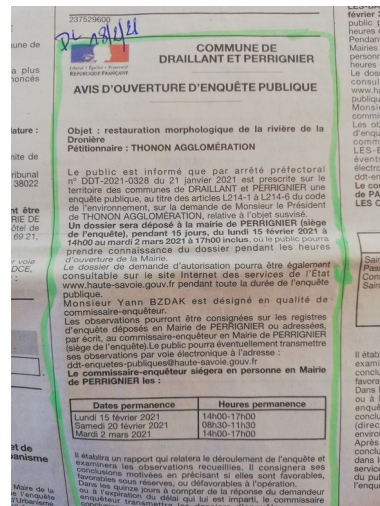 237529600
DL 18/2/21
Liberté • Égalité • Fraternité
RÉPUBLIQUE FRANÇAISE
COMMUNE DE
DRAILLANT ET PERRIGNIER
AVIS D'OUVERTURE D'ENQUÊTE PUBLIQUE
Objet : restauration morphologique de la rivière de la
Dronière
Pétitionnaire : THONON AGGLOMÉRATION
Le public est informé que par arrêté préfectoral
n° DDT-2021-0328 du 21 janvier 2021 est prescrite sur le
territoire des communes de DRAILLANT et PERRIGNIER une
enquête publique, au titre des articles L214-1 à L214-6 du code
de l'environnement, sur la demande de Monsieur le Président
de THONON AGGLOMÉRATION, relative à l'objet susvisé.
Un dossier sera déposé à la mairie de PERRIGNIER (siège
de l'enquête), pendant 15 jours, du lundi 15 février 2021 à
14h00 au mardi 2 mars 2021 à 17h00 inclus, où le public pourra
prendre connaissance du dossier pendant les heures
d'ouverture de la Mairie.
Le dossier de demande d'autorisation pourra être également
consultable sur le site Internet des services de l'État
www.haute-savoie.gouv.fr pendant toute la durée de l'enquête
publique.
Monsieur Yann BZDAK est désigné en qualité de
commissaire-enquêteur.
Les observations pourront être consignées sur les registres
d'enquête déposés en Mairie de PERRIGNIER ou adressées,
par écrit, au commissaire-enquêteur en Mairie de PERRIGNIER
(siège de l'enquête).Le public pourra éventuellement transmettre
ses observations par voie électronique à l'adresse :
ddt-enquetes-publiques@haute-savoie.gouv.fr
Le commissaire-enquêteur siégera en personne en Mairie
de PERRIGNIER les :
Dates permanence Heures permanence
Lundi 15 février 2021 14h00-17h00
Samedi 20 février 2021 08h30-11h30
Mardi 2 mars 2021 14h00-17h00
Il établira un rapport qui relatera le déroulement de l'enquête et
examinera les observations recueillies. Il consignera ses
conclusions motivées en précisant si elles sont favorables,
favorables sous réserves, ou défavorables à l'opération.
Dans les quinze jours à compter de la réponse du demandeur
ou à l'expiration du délai qui lui est imparti, le commissaire
enquêteur transmettra les